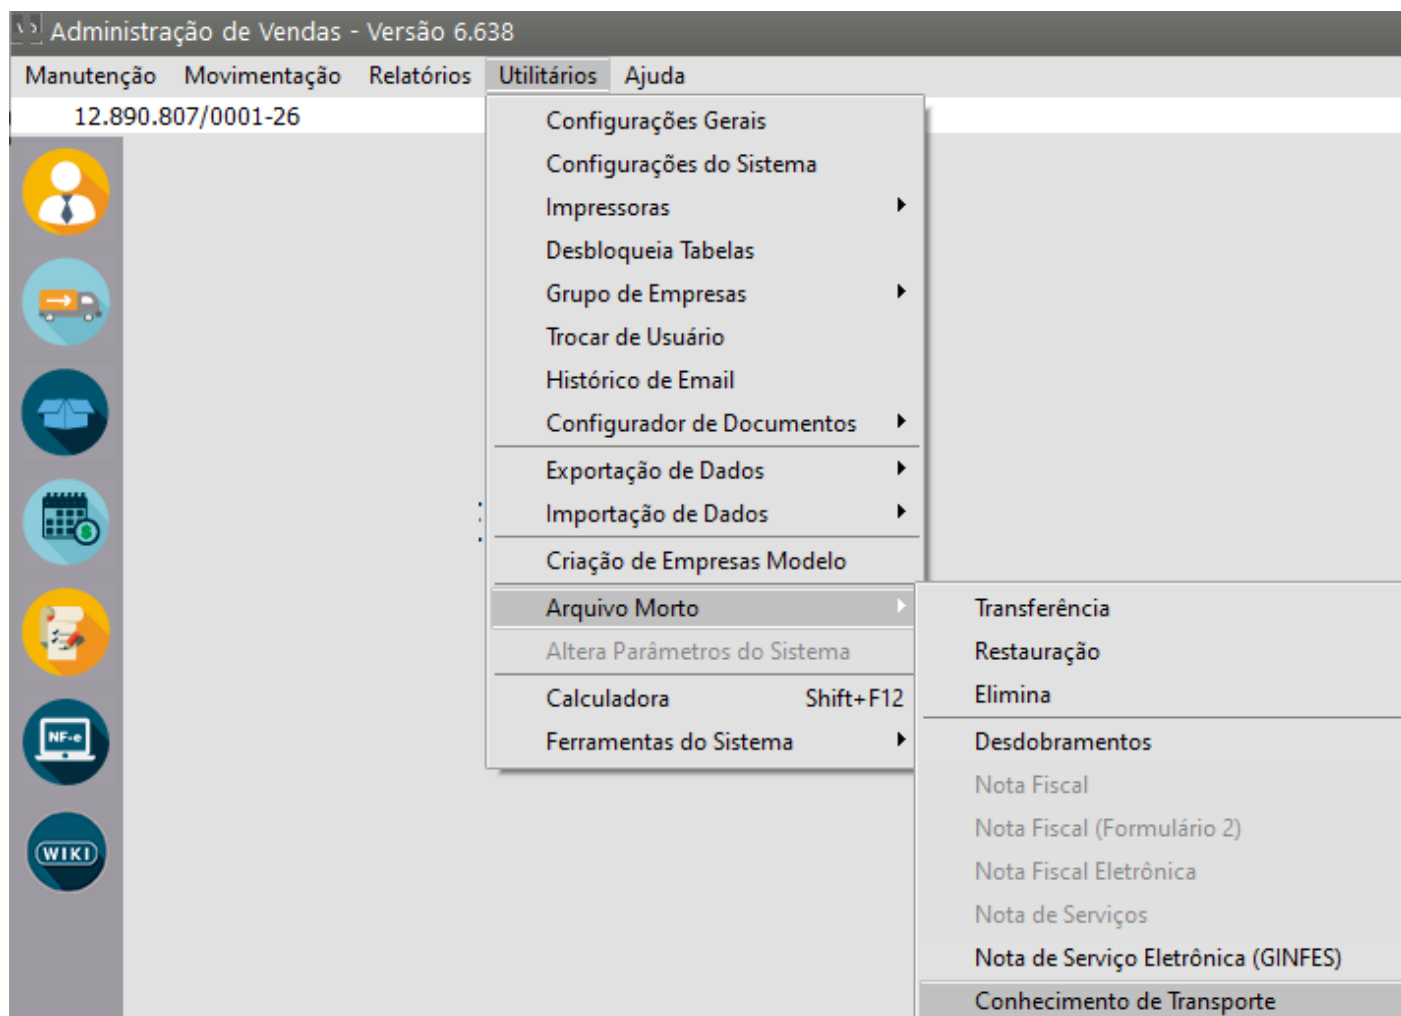 Administração de Vendas - Versão 6.638
Manutenção Movimentação Relatórios Utilitários Ajuda
12.890.807/0001-26
Configurações Gerais
Configurações do Sistema
Impressoras
Desbloqueia Tabelas
Grupo de Empresas
Trocar de Usuário
Histórico de Email
Configurador de Documentos
Exportação de Dados
Importação de Dados
Criação de Empresas Modelo
Arquivo Morto
Altera Parâmetros do Sistema
Calculadora Shift+F12
Ferramentas do Sistema
Transferência
Restauração
Elimina
Desdobramentos
Nota Fiscal
Nota Fiscal (Formulário 2)
Nota Fiscal Eletrônica
Nota de Serviços
Nota de Serviço Eletrônica (GINFES)
Conhecimento de Transporte
NF-e
WIKI